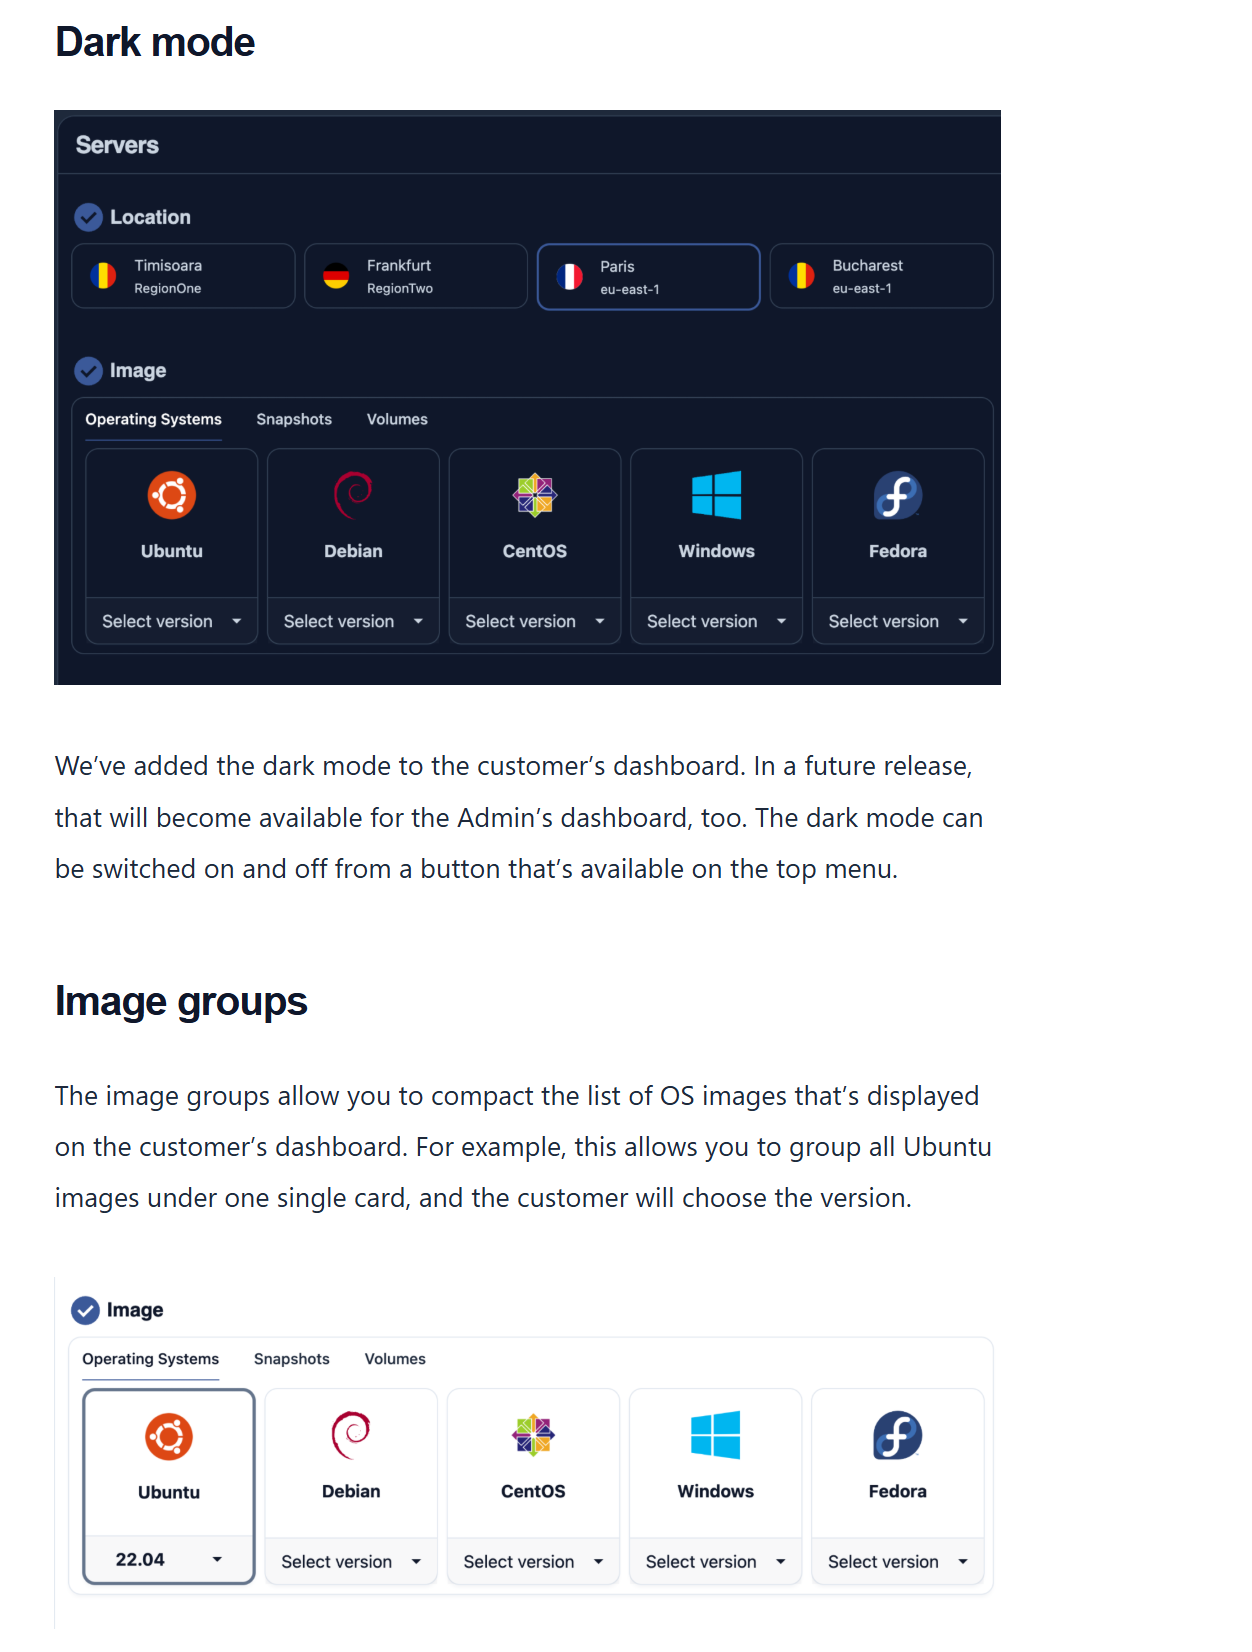 Dark mode
Servers
Location
Timisoara
RegionOne
Frankfurt
RegionTwo
Paris
eu-east-1
Bucharest
eu-east-1
Image
Operating Systems Snapshots Volumes
Ubuntu Debian CentOS Windows Fedora
Select version Select version Select version Select version Select version
We’ve added the dark mode to the customer’s dashboard. In a future release,
that will become available for the Admin’s dashboard, too. The dark mode can
be switched on and off from a button that’s available on the top menu.
Image groups
The image groups allow you to compact the list of OS images that’s displayed
on the customer’s dashboard. For example, this allows you to group all Ubuntu
images under one single card, and the customer will choose the version.
Image
Operating Systems Snapshots Volumes
Ubuntu Debian CentOS Windows Fedora
22.04 Select version Select version Select version Select version